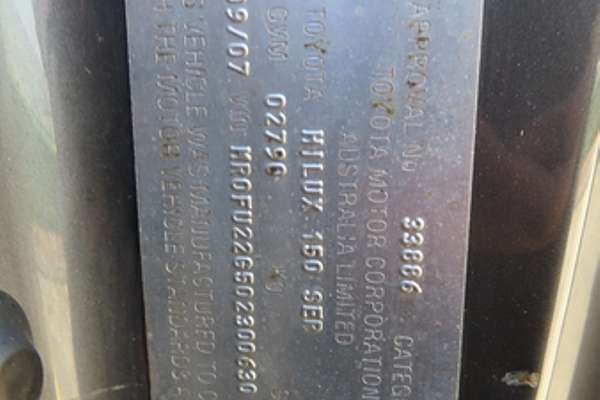 APPROVAL No 33886 CATEG
TOYOTA MOTOR CORPORATION
AUSTRALIA LIMITED
TOYOTA HILUX 150 SER
GVM 02790 KG S
09/07 VIN MR0FU22G502300630
S VEHICLE WAS MANUFACTURED TO C
H THE MOTOR VEHICLE STANDARDS A